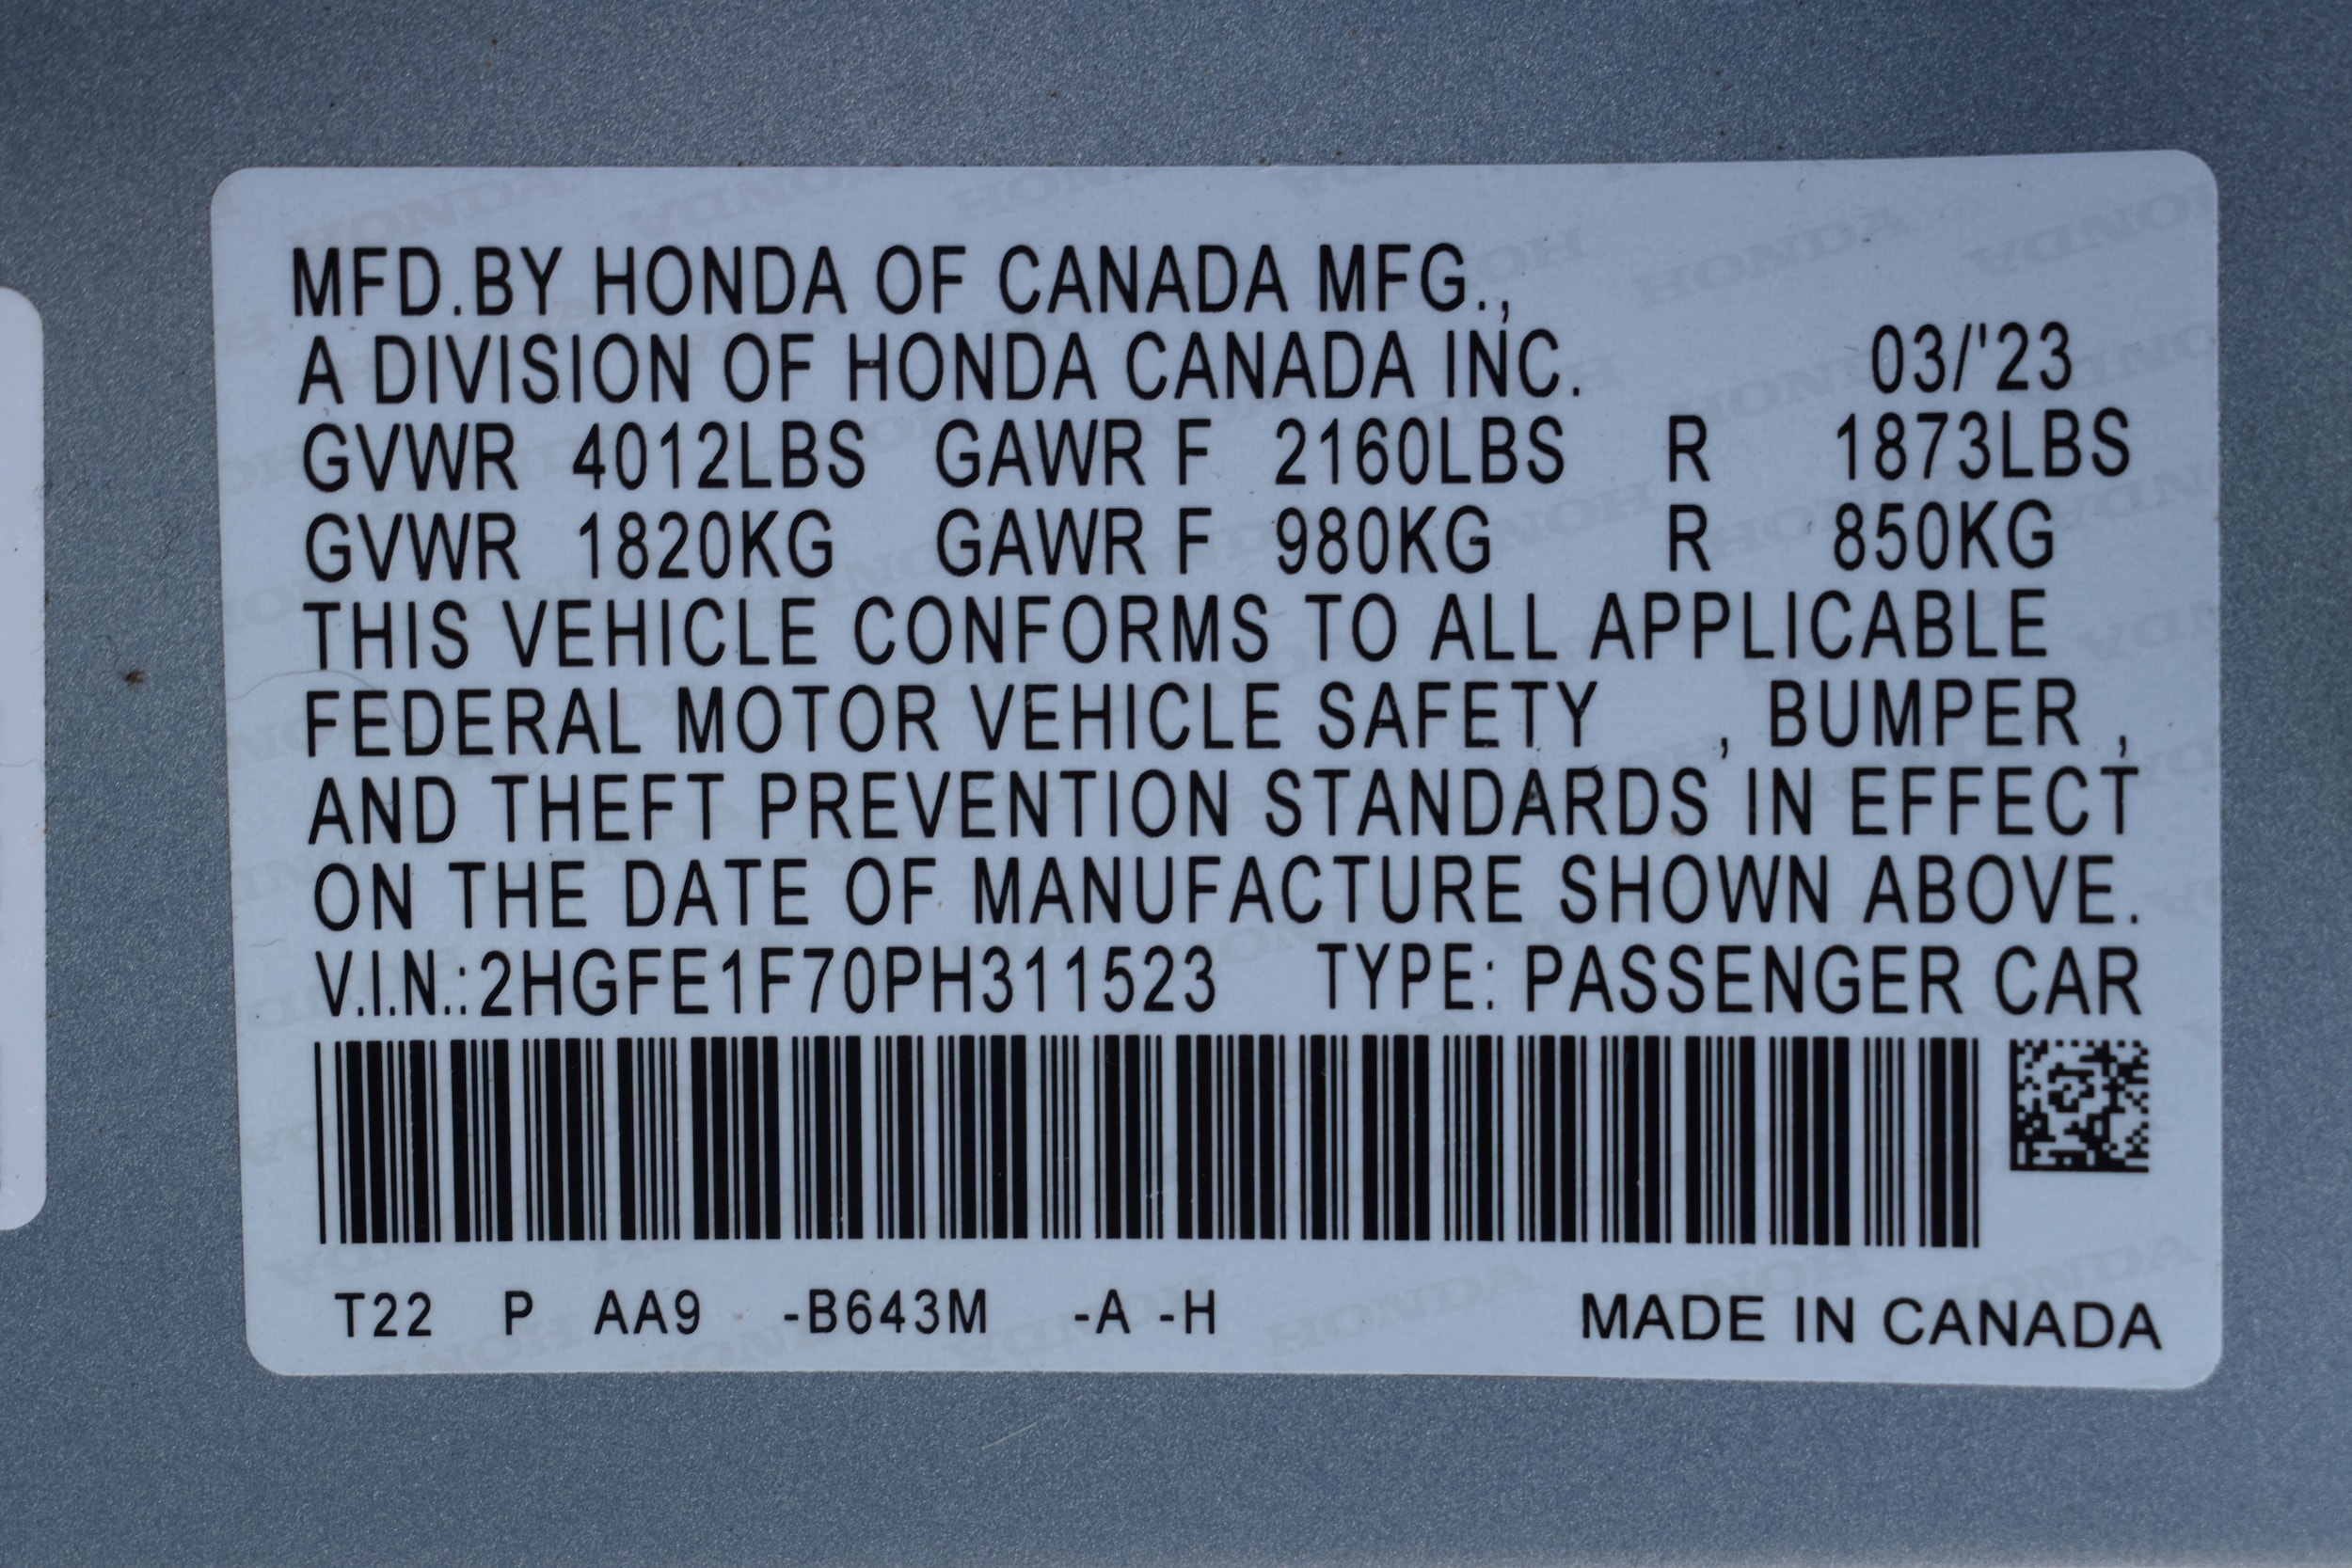 MFD.BY HONDA OF CANADA MFG.,
A DIVISION OF HONDA CANADA INC. 03/'23
GVWR 4012LBS GAWR F 2160LBS R 1873LBS
GVWR 1820KG GAWR F 980KG R 850KG
THIS VEHICLE CONFORMS TO ALL APPLICABLE
FEDERAL MOTOR VEHICLE SAFETY , BUMPER ,
AND THEFT PREVENTION STANDARDS IN EFFECT
ON THE DATE OF MANUFACTURE SHOWN ABOVE.
V.I.N.:2HGFE1F70PH311523 TYPE: PASSENGER CAR
T22 P AA9 -B643M -A -H MADE IN CANADA